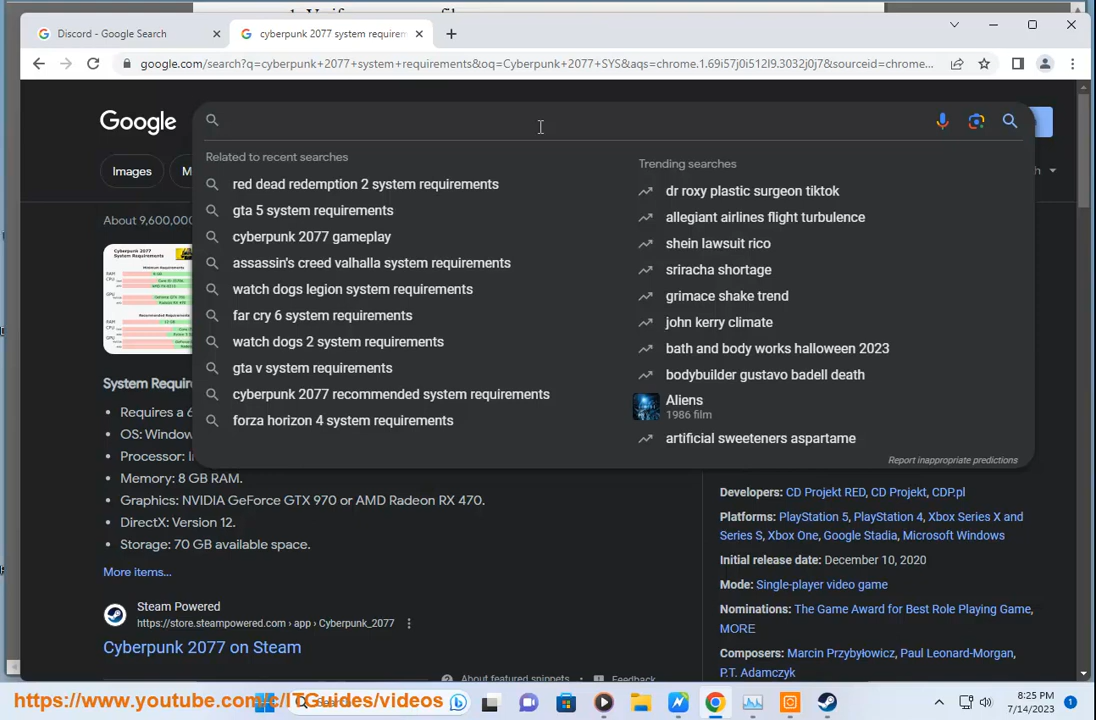 Discord - Google Search
cyberpunk 2077 system requirem
google.com/search?q=cyberpunk+2077+system+requirements&oq=Cyberpunk+2077+SYS&aqs=chrome.1.69i57j0i512l9.3032j0j7&sourceid=chrome...
Google
Images
M
About 9,600,000
Related to recent searches
red dead redemption 2 system requirements
gta 5 system requirements
cyberpunk 2077 gameplay
assassin's creed valhalla system requirements
watch dogs legion system requirements
far cry 6 system requirements
watch dogs 2 system requirements
gta v system requirements
cyberpunk 2077 recommended system requirements
forza horizon 4 system requirements
Trending searches
dr roxy plastic surgeon tiktok
allegiant airlines flight turbulence
shein lawsuit rico
sriracha shortage
grimace shake trend
john kerry climate
bath and body works halloween 2023
bodybuilder gustavo badell death
Aliens
1986 film
artificial sweeteners aspartame
Report inappropriate predictions
Cyberpunk 2077
System Requirements
System Requir
Requires a 6
OS: Window
Processor: I
Memory: 8 GB RAM.
Graphics: NVIDIA GeForce GTX 970 or AMD Radeon RX 470.
DirectX: Version 12.
Storage: 70 GB available space.
More items...
Steam Powered
https://store.steampowered.com › app › Cyberpunk_2077
Cyberpunk 2077 on Steam
About featured snippets
Feedback
Developers: CD Projekt RED, CD Projekt, CDP.pl
Platforms: PlayStation 5, PlayStation 4, Xbox Series X and
Series S, Xbox One, Google Stadia, Microsoft Windows
Initial release date: December 10, 2020
Mode: Single-player video game
Nominations: The Game Award for Best Role Playing Game,
MORE
Composers: Marcin Przybyłowicz, Paul Leonard-Morgan,
P.T. Adamczyk
https://www.youtube.com/c/ITGuides/videos
8:25 PM
7/14/2023
1